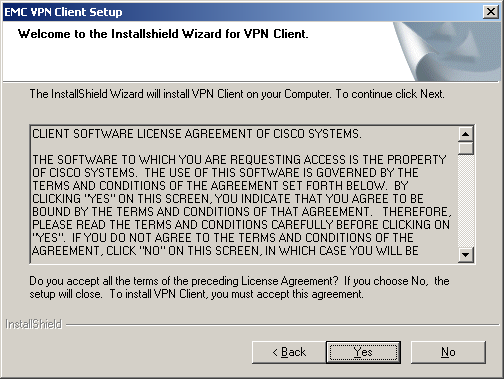 EMC VPN Client Setup
Welcome to the Installshield Wizard for VPN Client.
The InstallShield Wizard will install VPN Client on your Computer. To continue click Next.
CLIENT SOFTWARE LICENSE AGREEMENT OF CISCO SYSTEMS.
THE SOFTWARE TO WHICH YOU ARE REQUESTING ACCESS IS THE PROPERTY
OF CISCO SYSTEMS. THE USE OF THIS SOFTWARE IS GOVERNED BY THE
TERMS AND CONDITIONS OF THE AGREEMENT SET FORTH BELOW. BY
CLICKING "YES" ON THIS SCREEN, YOU INDICATE THAT YOU AGREE TO BE
BOUND BY THE TERMS AND CONDITIONS OF THAT AGREEMENT. THEREFORE,
PLEASE READ THE TERMS AND CONDITIONS CAREFULLY BEFORE CLICKING ON
"YES". IF YOU DO NOT AGREE TO THE TERMS AND CONDITIONS OF THE
AGREEMENT, CLICK "NO" ON THIS SCREEN, IN WHICH CASE YOU WILL BE
Do you accept all the terms of the preceding License Agreement? If you choose No, the
setup will close. To install VPN Client, you must accept this agreement.
InstallShield
< Back Yes No